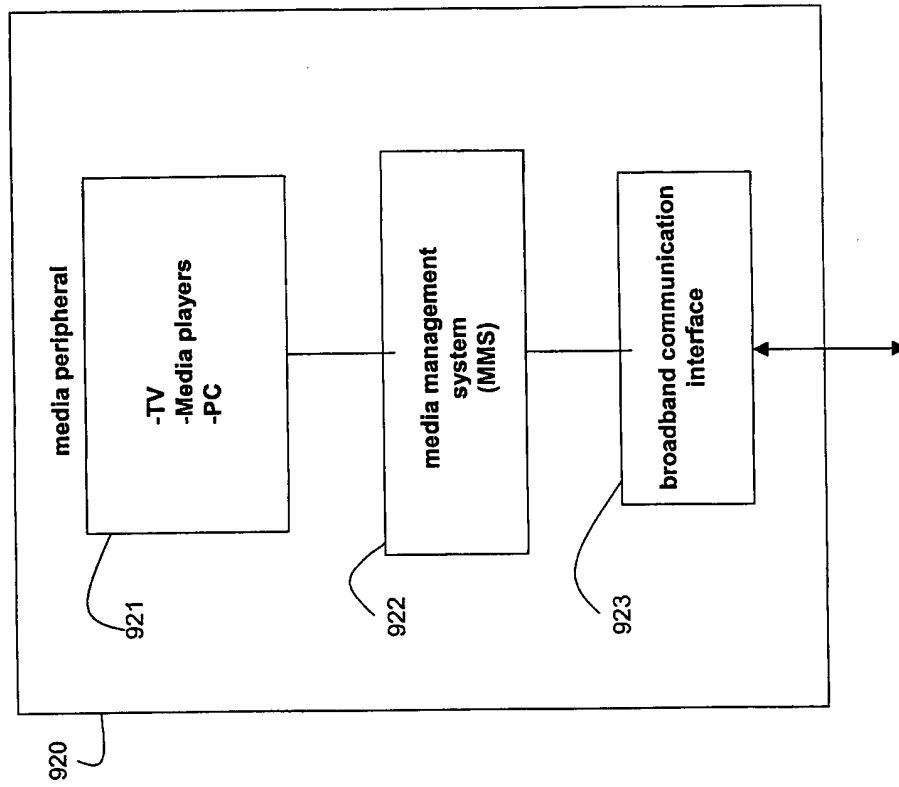 media peripheral
-TV
-Media players
-PC
921
media management
system
(MMS)
922
broadband communication
interface
923
920